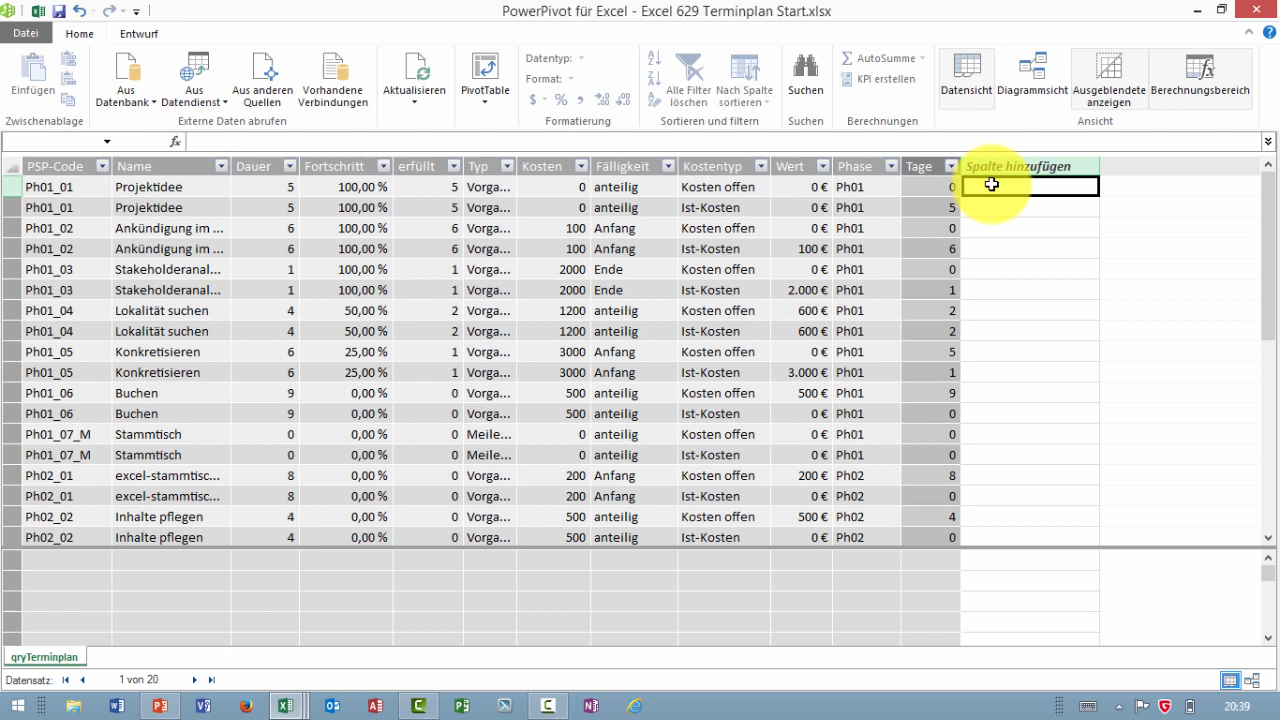 PowerPivot für Excel - Excel 629 Terminplan Start.xlsx
Datei Home Entwurf
Einfügen Aus Datenbank Aus Datendienst Aus anderen Quellen Vorhandene Verbindungen Aktualisieren PivotTable Datentyp: Format: $ % , Alle Filter löschen Nach Spalte sortieren Suchen AutoSumme KPI erstellen Datensicht Diagrammsicht Ausgeblendete anzeigen Berechnungsbereich
Zwischenablage Externe Daten abrufen Formatierung Sortieren und filtern Suchen Berechnungen Ansicht
fx
PSP-Code Name Dauer Fortschritt erfüllt Typ Kosten Fälligkeit Kostentyp Wert Phase Tage Spalte hinzufügen
Ph01_01 Projektidee 5 100,00 % 5 Vorga... 0 anteilig Kosten offen 0 € Ph01 0
Ph01_01 Projektidee 5 100,00 % 5 Vorga... 0 anteilig Ist-Kosten 0 € Ph01 5
Ph01_02 Ankündigung im ... 6 100,00 % 6 Vorga... 100 Anfang Kosten offen 0 € Ph01 0
Ph01_02 Ankündigung im ... 6 100,00 % 6 Vorga... 100 Anfang Ist-Kosten 100 € Ph01 6
Ph01_03 Stakeholderanal... 1 100,00 % 1 Vorga... 2000 Ende Kosten offen 0 € Ph01 0
Ph01_03 Stakeholderanal... 1 100,00 % 1 Vorga... 2000 Ende Ist-Kosten 2.000 € Ph01 1
Ph01_04 Lokalität suchen 4 50,00 % 2 Vorga... 1200 anteilig Kosten offen 600 € Ph01 2
Ph01_04 Lokalität suchen 4 50,00 % 2 Vorga... 1200 anteilig Ist-Kosten 600 € Ph01 2
Ph01_05 Konkretisieren 6 25,00 % 1 Vorga... 3000 Anfang Kosten offen 0 € Ph01 5
Ph01_05 Konkretisieren 6 25,00 % 1 Vorga... 3000 Anfang Ist-Kosten 3.000 € Ph01 1
Ph01_06 Buchen 9 0,00 % 0 Vorga... 500 anteilig Kosten offen 500 € Ph01 9
Ph01_06 Buchen 9 0,00 % 0 Vorga... 500 anteilig Ist-Kosten 0 € Ph01 0
Ph01_07_M Stammtisch 0 0,00 % 0 Meile... 0 anteilig Kosten offen 0 € Ph01 0
Ph01_07_M Stammtisch 0 0,00 % 0 Meile... 0 anteilig Ist-Kosten 0 € Ph01 0
Ph02_01 excel-stammtisc... 8 0,00 % 0 Vorga... 200 Anfang Kosten offen 200 € Ph02 8
Ph02_01 excel-stammtisc... 8 0,00 % 0 Vorga... 200 Anfang Ist-Kosten 0 € Ph02 0
Ph02_02 Inhalte pflegen 4 0,00 % 0 Vorga... 500 anteilig Kosten offen 500 € Ph02 4
Ph02_02 Inhalte pflegen 4 0,00 % 0 Vorga... 500 anteilig Ist-Kosten 0 € Ph02 0
qryTerminplan
Datensatz: 1 von 20
20:39